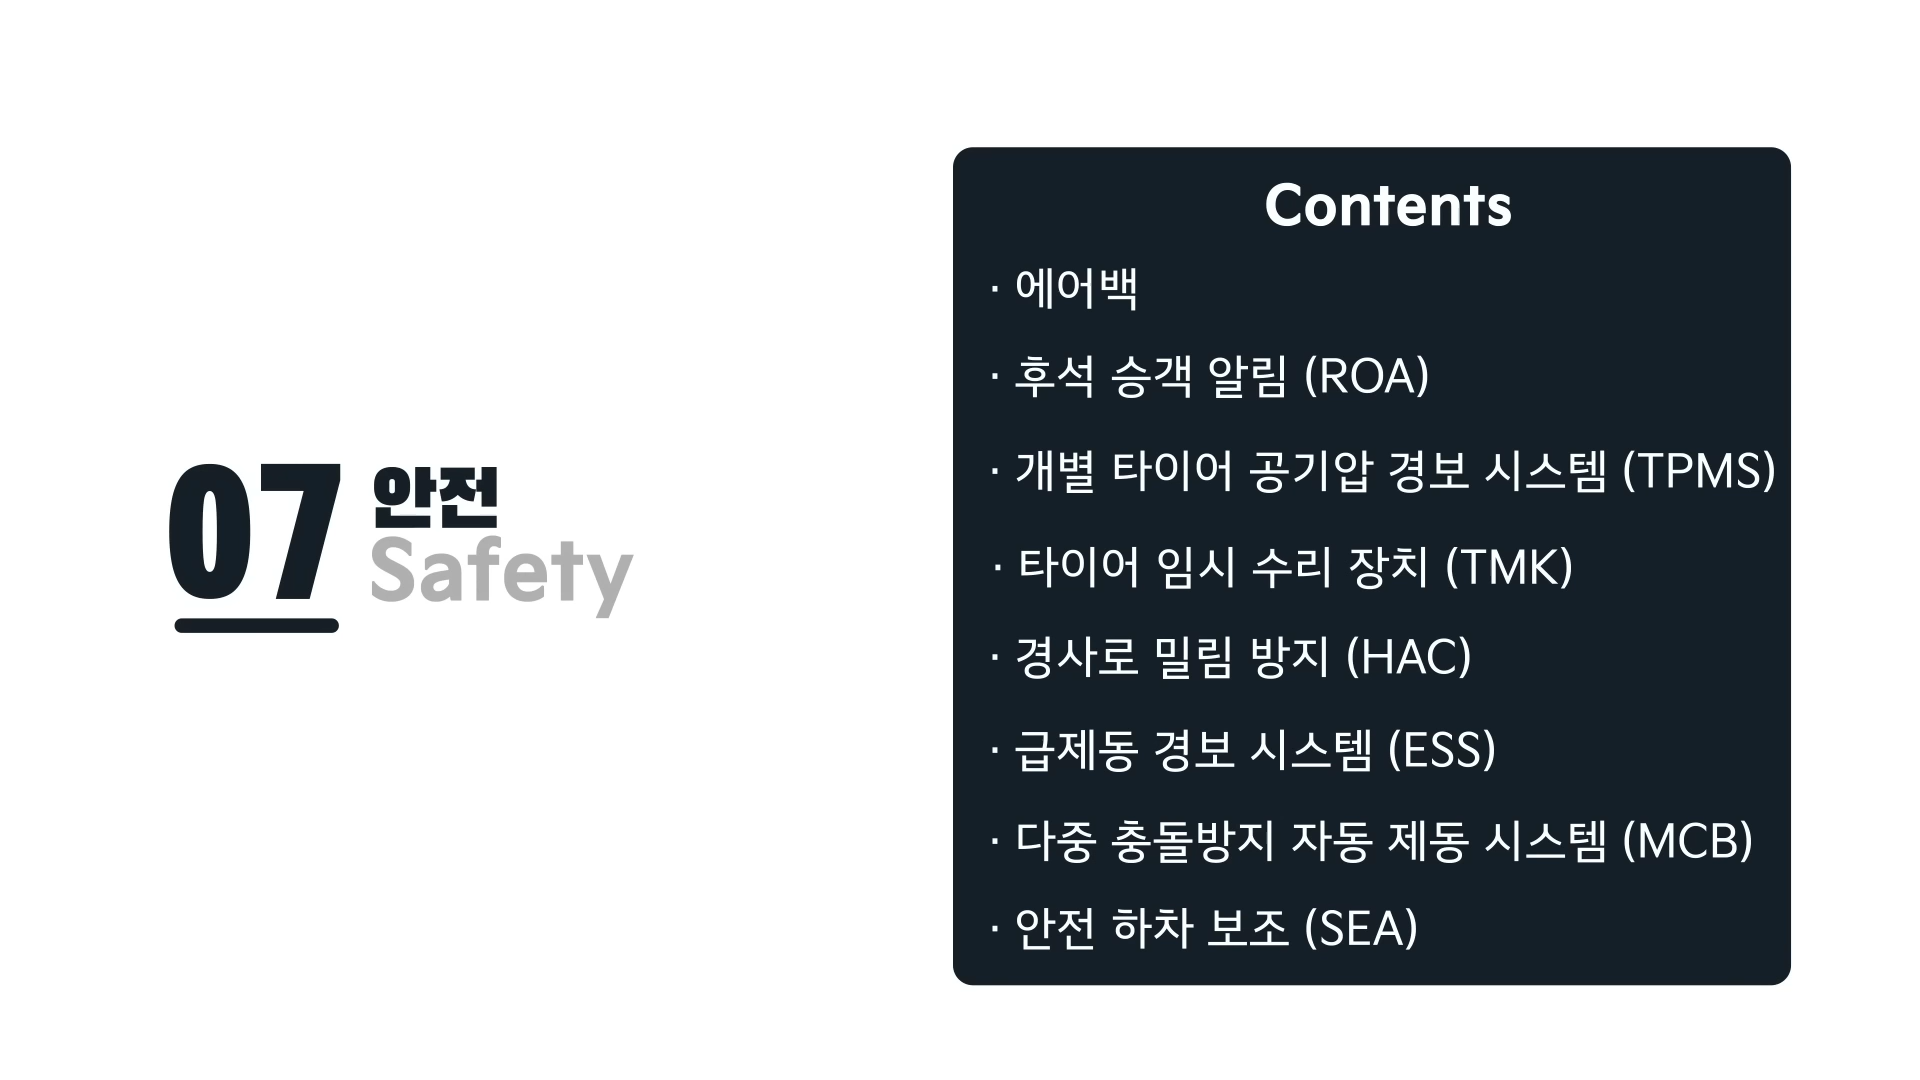 07
안전
Safety
Contents
· 에어백
· 후석 승객 알림 (ROA)
· 개별 타이어 공기압 경보 시스템 (TPMS)
· 타이어 임시 수리 장치 (TMK)
· 경사로 밀림 방지 (HAC)
· 급제동 경보 시스템 (ESS)
· 다중 충돌방지 자동 제동 시스템 (MCB)
· 안전 하차 보조 (SEA)